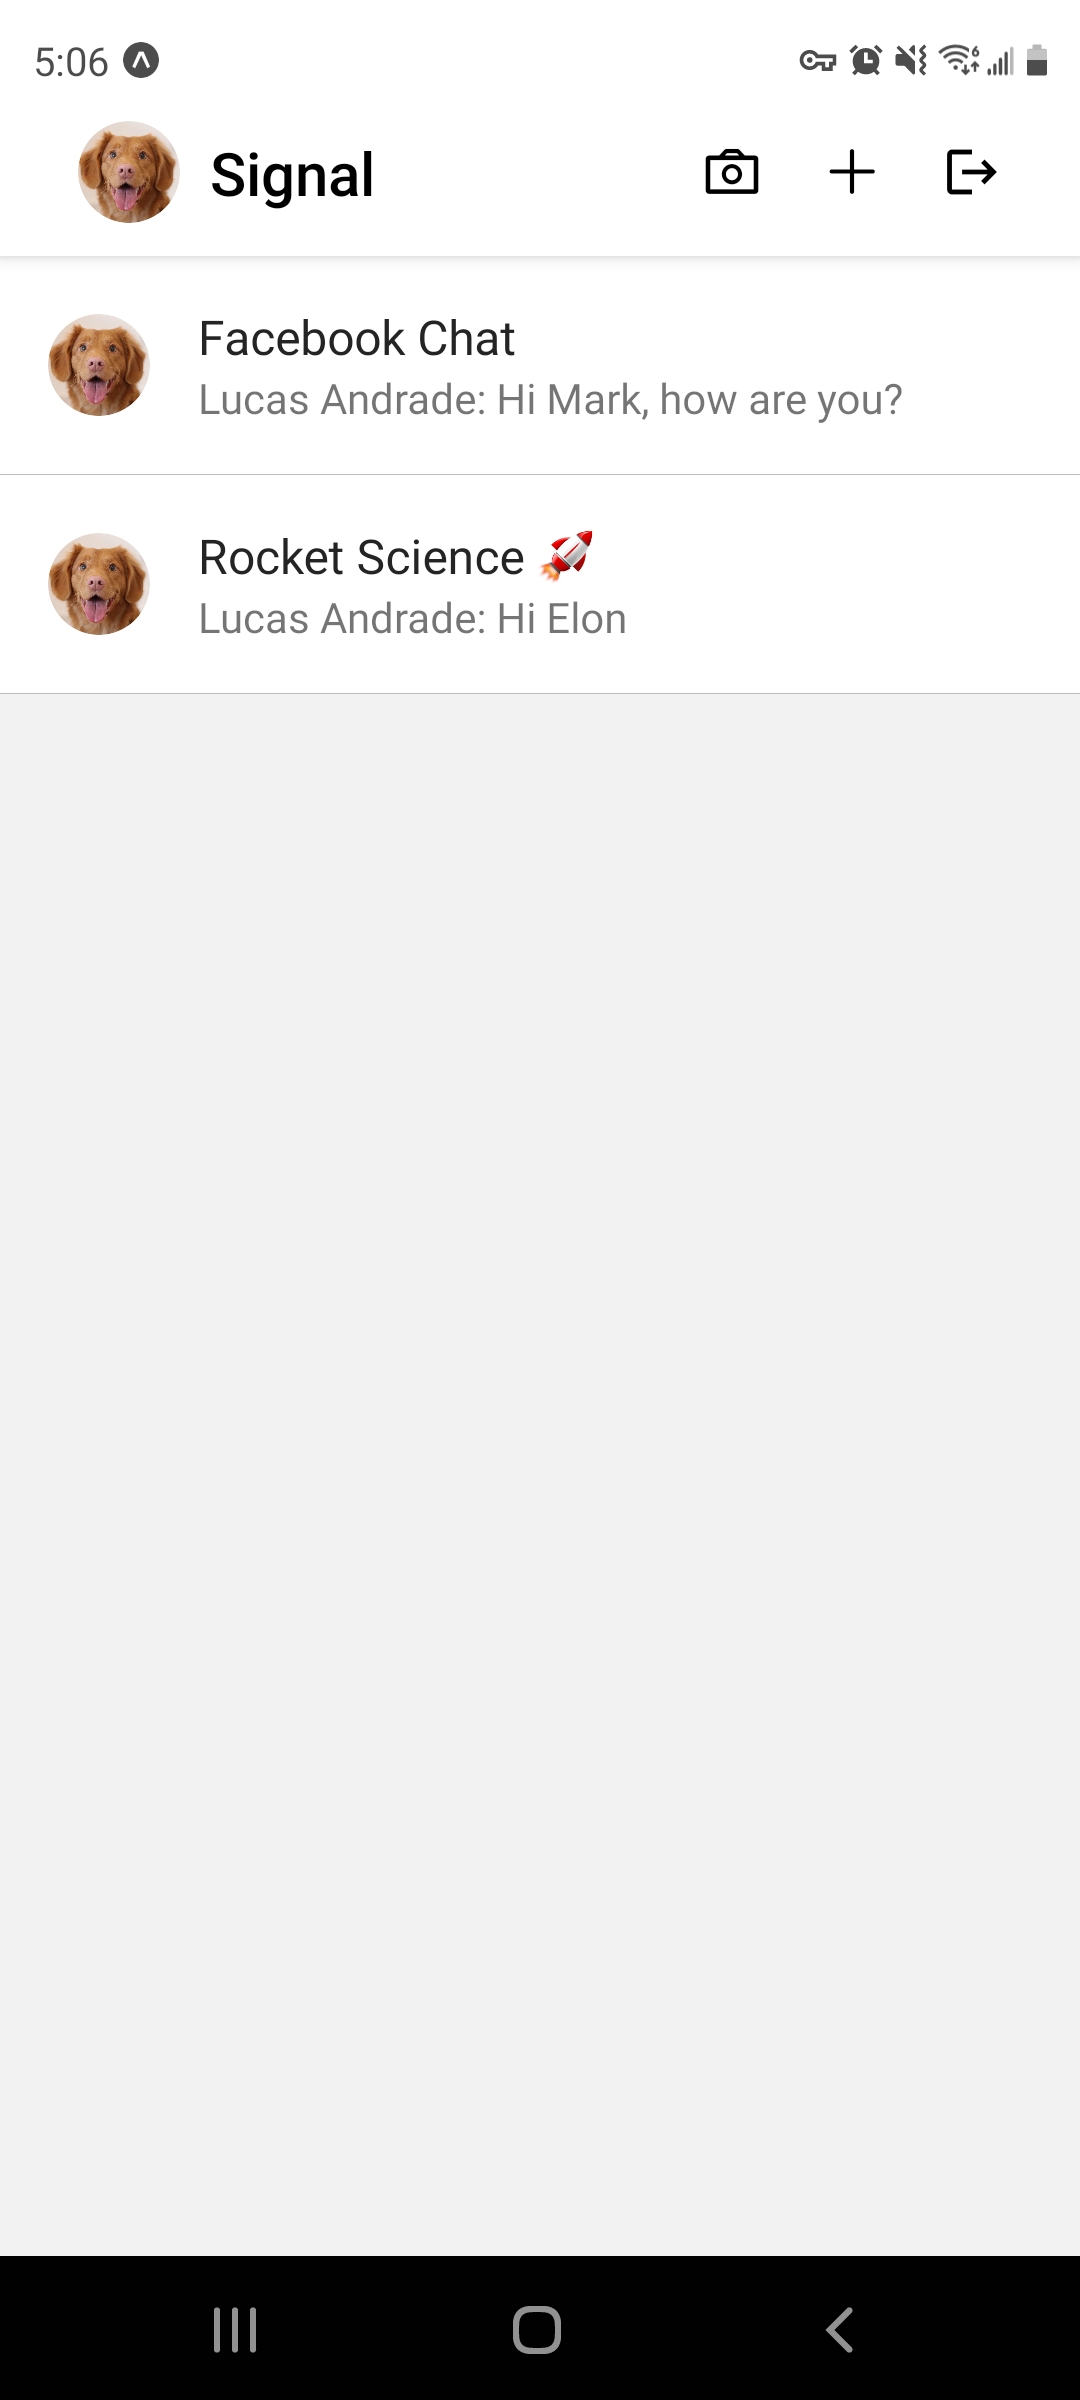 5:06
Signal
Facebook Chat
Lucas Andrade: Hi Mark, how are you?
Rocket Science 🚀
Lucas Andrade: Hi Elon